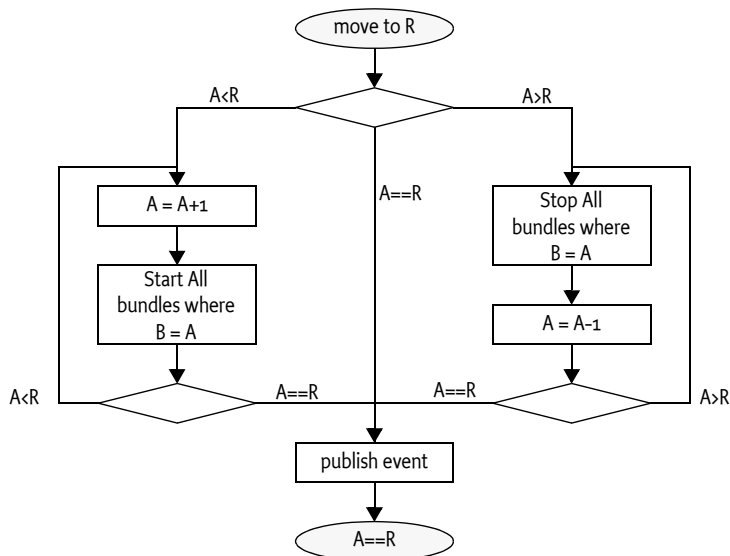 move to R
A<R
A>R
A==R
A = A+1
Stop All
bundles where
B = A
Start All
bundles where
B = A
A = A-1
A<R
A==R
A==R
A>R
publish event
A==R